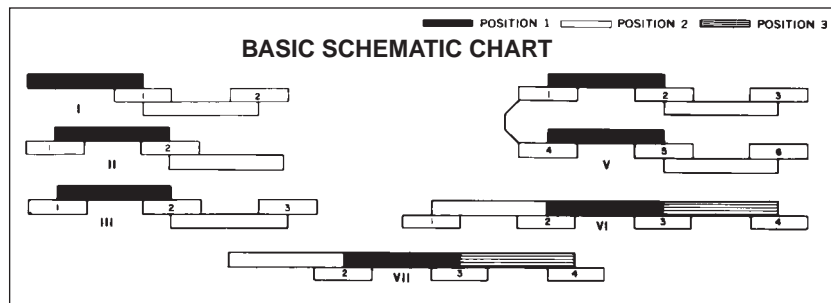 POSITION 1 POSITION 2 POSITION 3
BASIC SCHEMATIC CHART
1 2
I
1 2
II
1 2 3
III
1 2 3
4 5 6
V
1 2 3 4
VI
2 3 4
VII